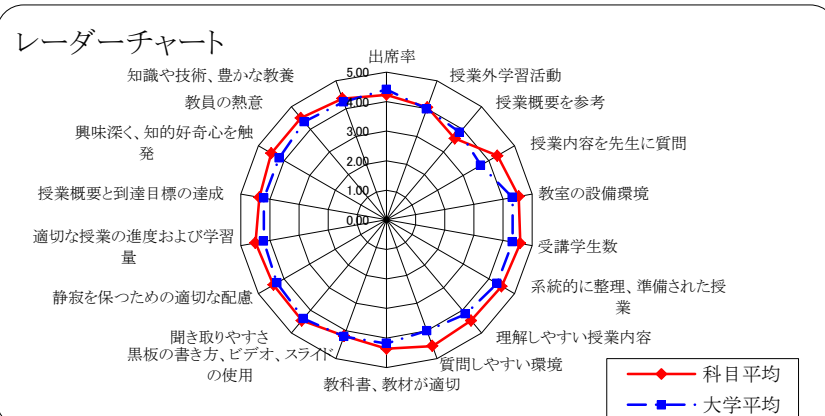 レーダーチャート
出席率
授業外学習活動
授業概要を参考
授業内容を先生に質問
教室の設備環境
受講学生数
系統的に整理、準備された授
業
理解しやすい授業内容
質問しやすい環境
教科書、教材が適切
黒板の書き方、ビデオ、スライド
の使用
聞き取りやすさ
静寂を保つための適切な配慮
適切な授業の進度および学習
量
授業概要と到達目標の達成
興味深く、知的好奇心を触
発
教員の熱意
知識や技術、豊かな教養
5.00
4.00
3.00
2.00
1.00
0.00
科目平均
大学平均